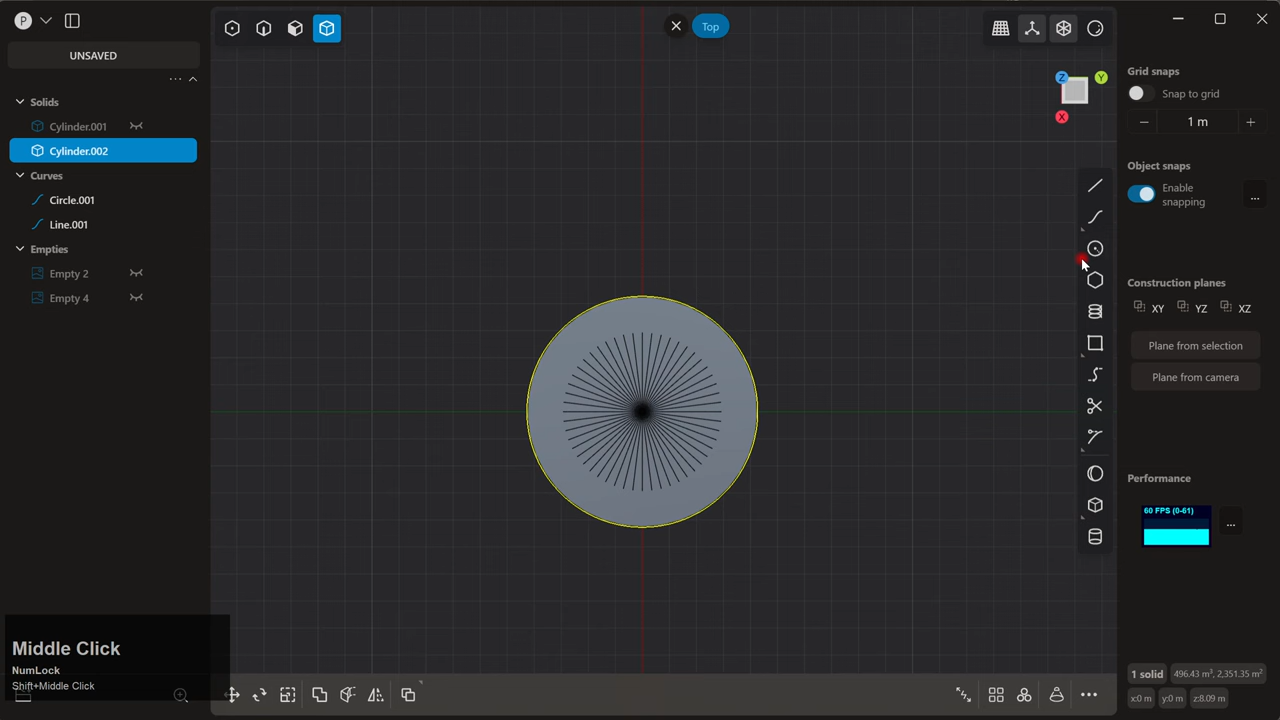 P
UNSAVED
...
Solids
Cylinder.001
Cylinder.002
Curves
Circle.001
Line.001
Empties
Empty 2
Empty 4
Top
Z
Y
X
Grid snaps
Snap to grid
1 m
Object snaps
Enable
snapping
...
Construction planes
XY YZ XZ
Plane from selection
Plane from camera
Performance
60 FPS (0-61)
...
Middle Click
NumLock
Shift+Middle Click
1 solid 496.43 m³, 2,351.35 m²
x:0 m y:0 m z:8.09 m